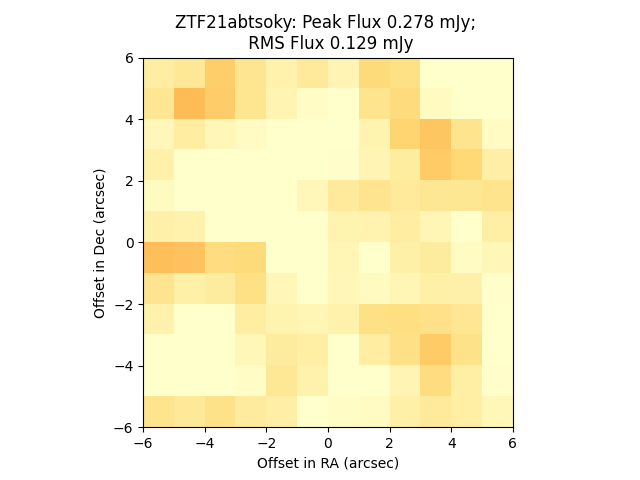 ZTF21abtsoky: Peak Flux 0.278 mJy;
RMS Flux 0.129 mJy
6
4
2
0
−2
−4
−6
Offset in Dec (arcsec)
−6 −4 −2 0 2 4 6
Offset in RA (arcsec)